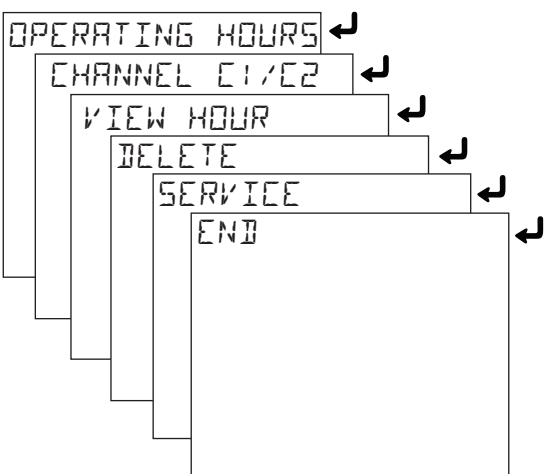 OPERATING HOURS
CHANNEL C1/C2
VIEW HOUR
DELETE
SERVICE
END